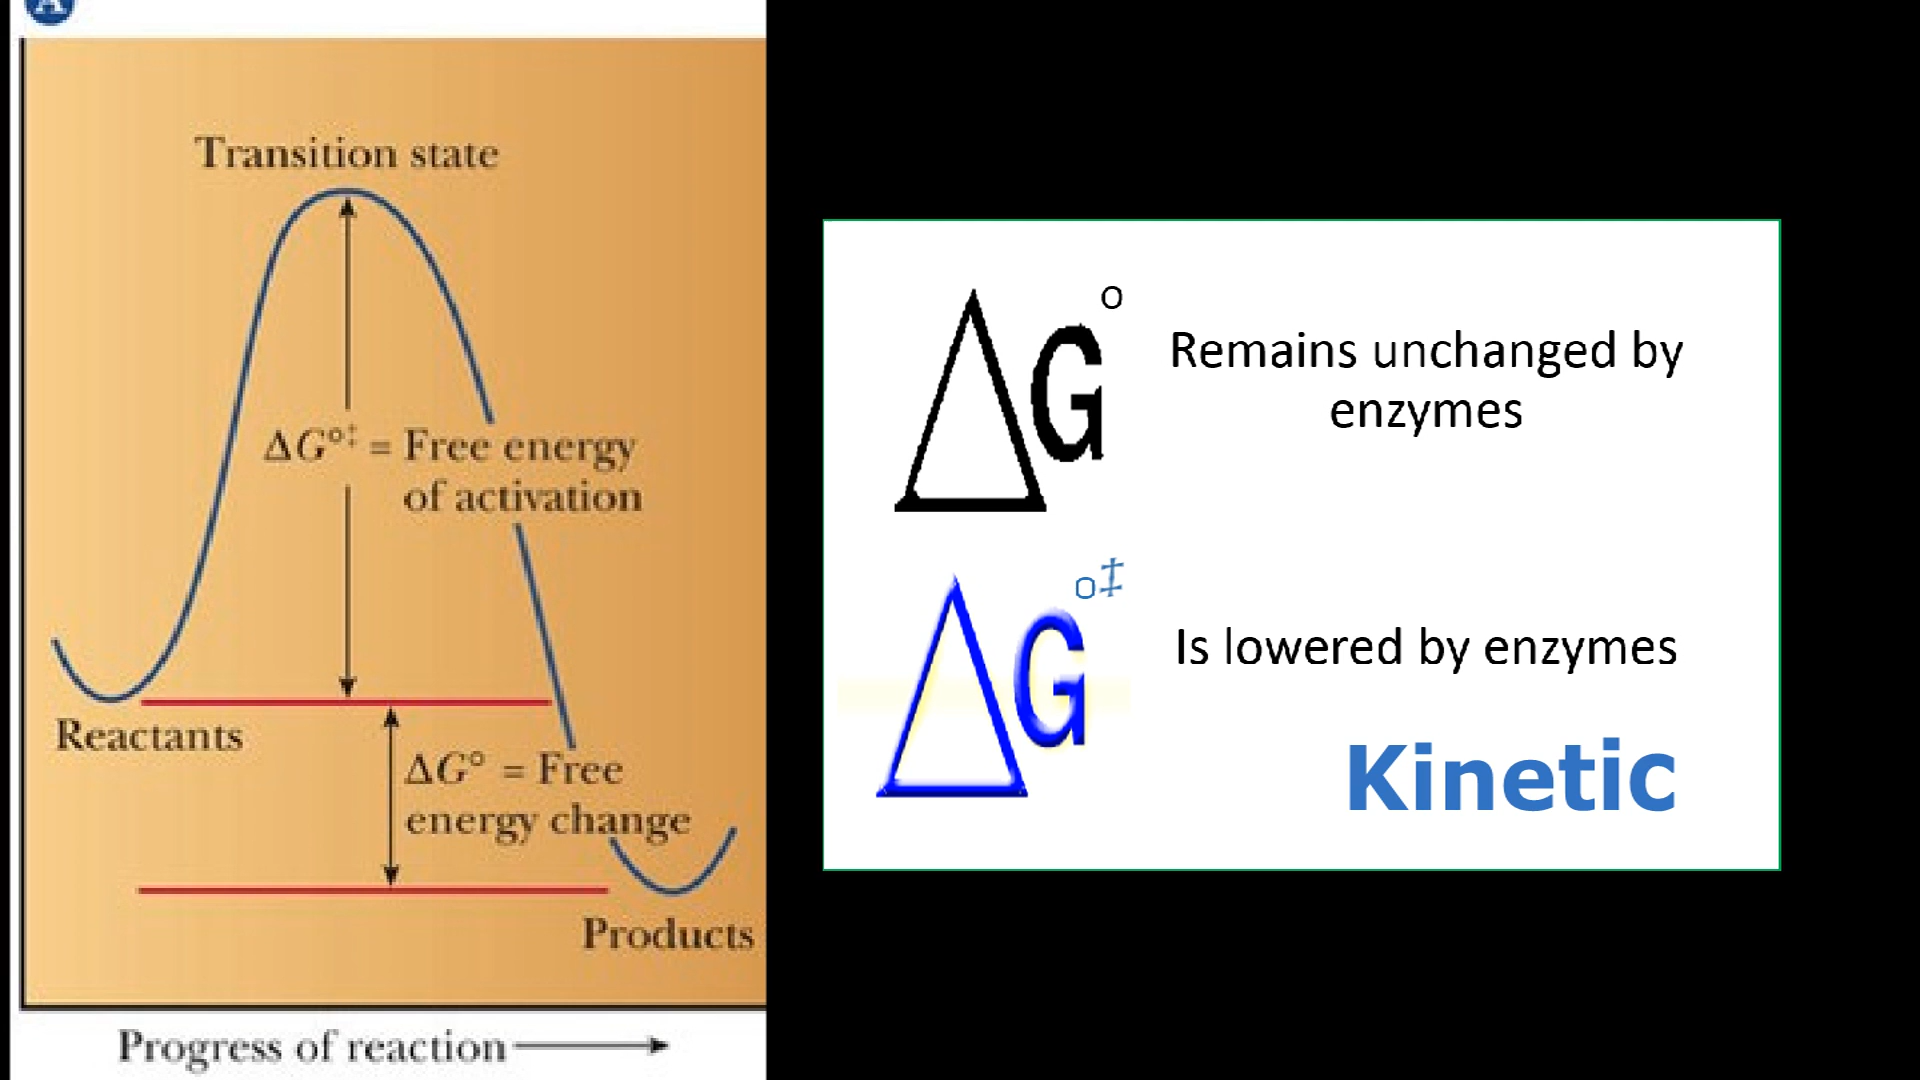 A
Transition state
ΔG°‡ = Free energy
of activation
Reactants
ΔG° = Free
energy change
Products
Progress of reaction
ΔG°
Remains unchanged by
enzymes
ΔG°‡
Is lowered by enzymes
Kinetic